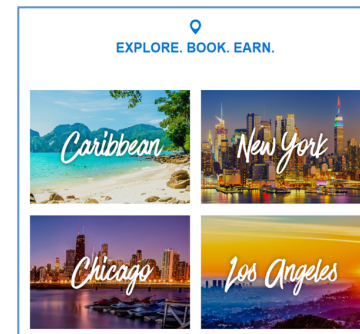 EXPLORE. BOOK. EARN.
Caribbean
New York
Chicago
Los Angeles